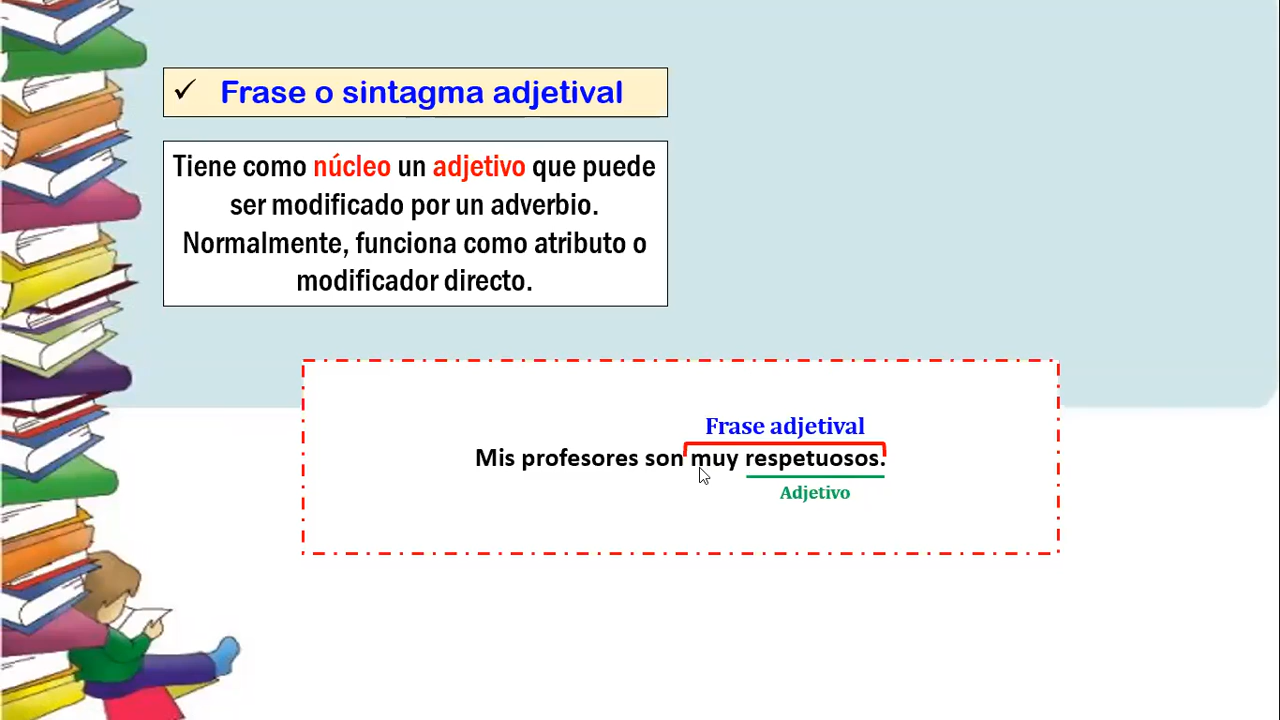 ✓ Frase o sintagma adjetival
Tiene como núcleo un adjetivo que puede
ser modificado por un adverbio.
Normalmente, funciona como atributo o
modificador directo.
Frase adjetival
Mis profesores son muy respetuosos.
Adjetivo